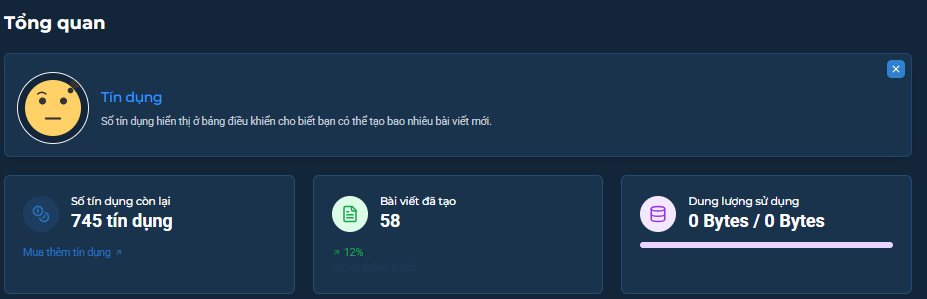 Tổng quan
Tín dụng
Số tín dụng hiển thị ở bảng điều khiển cho biết bạn có thể tạo bao nhiêu bài viết mới.
Số tín dụng còn lại
745 tín dụng
Mua thêm tín dụng ↗
Bài viết đã tạo
58
↗ 12%
Dung lượng sử dụng
0 Bytes / 0 Bytes